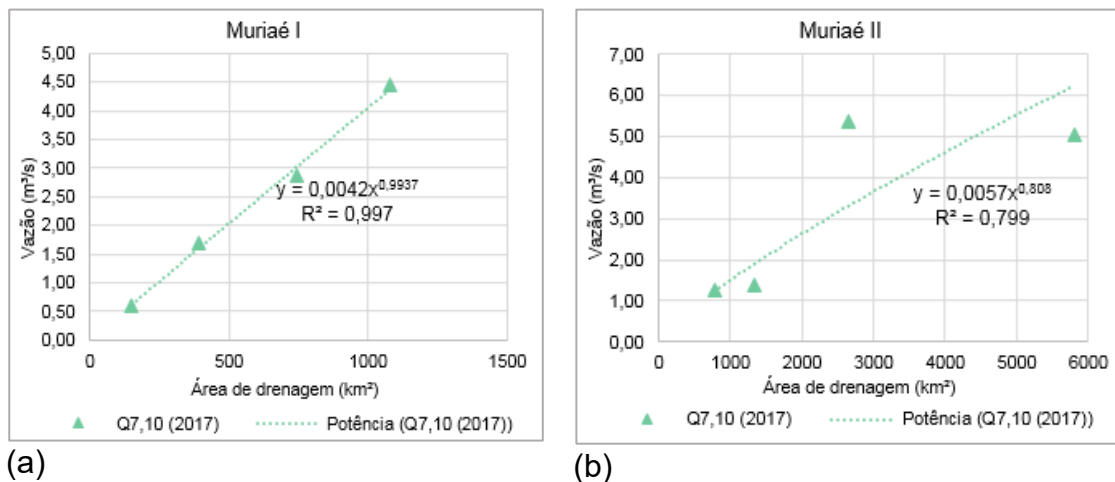 Muriaé I
5,00
4,50
4,00
3,50
3,00
2,50
2,00
1,50
1,00
0,50
0,00
Vazão (m³/s)
y = 0,0042x^0,9937
R² = 0,997
0 500 1000 1500
Área de drenagem (km²)
Q7,10 (2017) Potência (Q7,10 (2017))
(a)
Muriaé II
7,00
6,00
5,00
4,00
3,00
2,00
1,00
0,00
Vazão (m³/s)
y = 0,0057x^0,808
R² = 0,799
0 1000 2000 3000 4000 5000 6000
Área de drenagem (km²)
Q7,10 (2017) Potência (Q7,10 (2017))
(b)